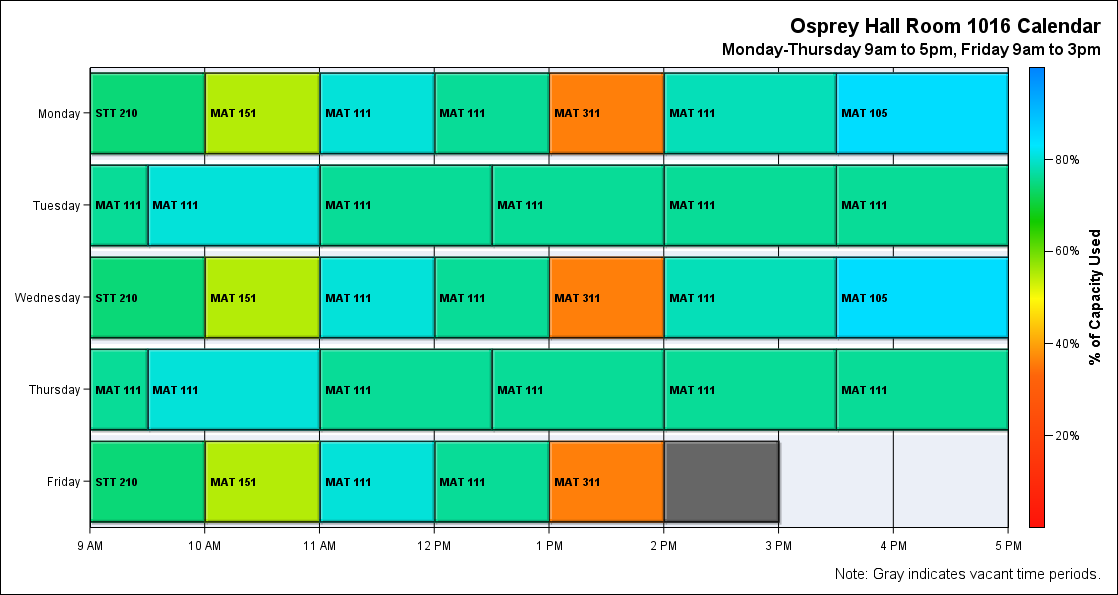 Osprey Hall Room 1016 Calendar
Monday-Thursday 9am to 5pm, Friday 9am to 3pm
Monday STT 210 MAT 151 MAT 111 MAT 111 MAT 311 MAT 111 MAT 105
Tuesday MAT 111 MAT 111 MAT 111 MAT 111 MAT 111 MAT 111
Wednesday STT 210 MAT 151 MAT 111 MAT 111 MAT 311 MAT 111 MAT 105
Thursday MAT 111 MAT 111 MAT 111 MAT 111 MAT 111 MAT 111
Friday STT 210 MAT 151 MAT 111 MAT 111 MAT 311
9 AM 10 AM 11 AM 12 PM 1 PM 2 PM 3 PM 4 PM 5 PM
80%
60%
40%
20%
% of Capacity Used
Note: Gray indicates vacant time periods.